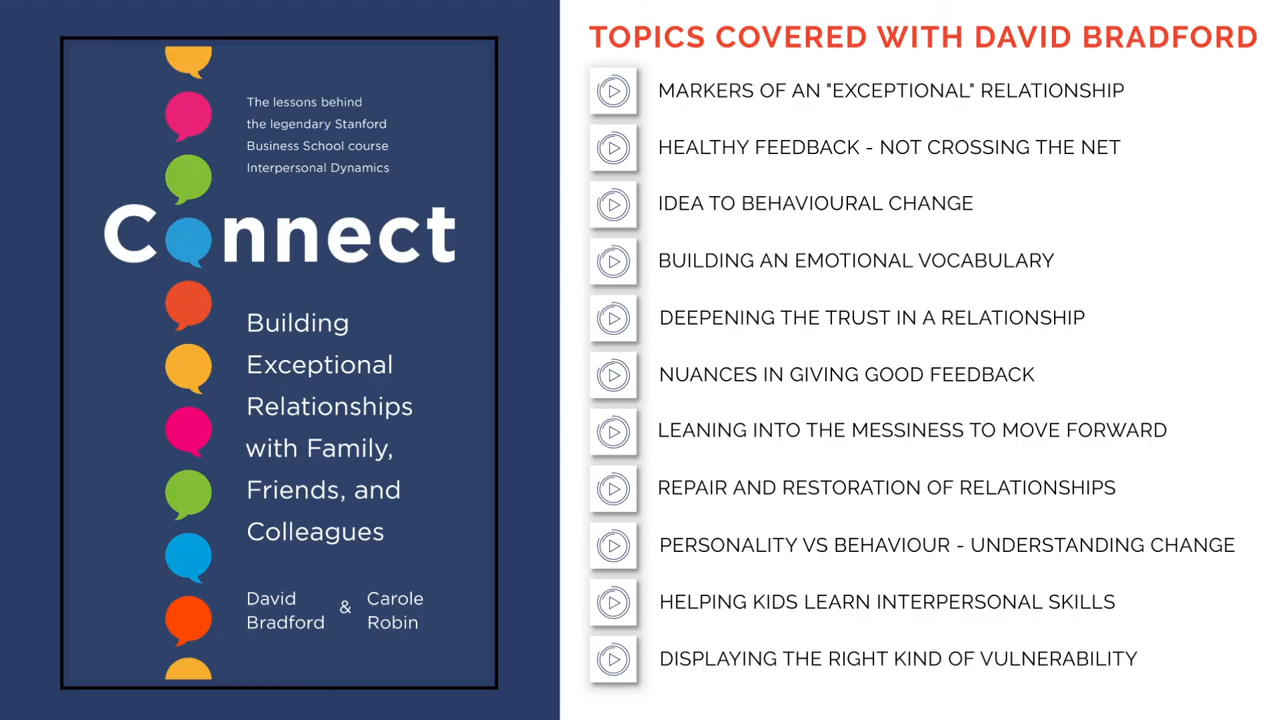 The lessons behind
the legendary Stanford
Business School course
Interpersonal Dynamics
Connect
Building
Exceptional
Relationships
with Family,
Friends, and
Colleagues
David
Bradford
&
Carole
Robin
TOPICS COVERED WITH DAVID BRADFORD
MARKERS OF AN "EXCEPTIONAL" RELATIONSHIP
HEALTHY FEEDBACK - NOT CROSSING THE NET
IDEA TO BEHAVIOURAL CHANGE
BUILDING AN EMOTIONAL VOCABULARY
DEEPENING THE TRUST IN A RELATIONSHIP
NUANCES IN GIVING GOOD FEEDBACK
LEANING INTO THE MESSINESS TO MOVE FORWARD
REPAIR AND RESTORATION OF RELATIONSHIPS
PERSONALITY VS BEHAVIOUR - UNDERSTANDING CHANGE
HELPING KIDS LEARN INTERPERSONAL SKILLS
DISPLAYING THE RIGHT KIND OF VULNERABILITY